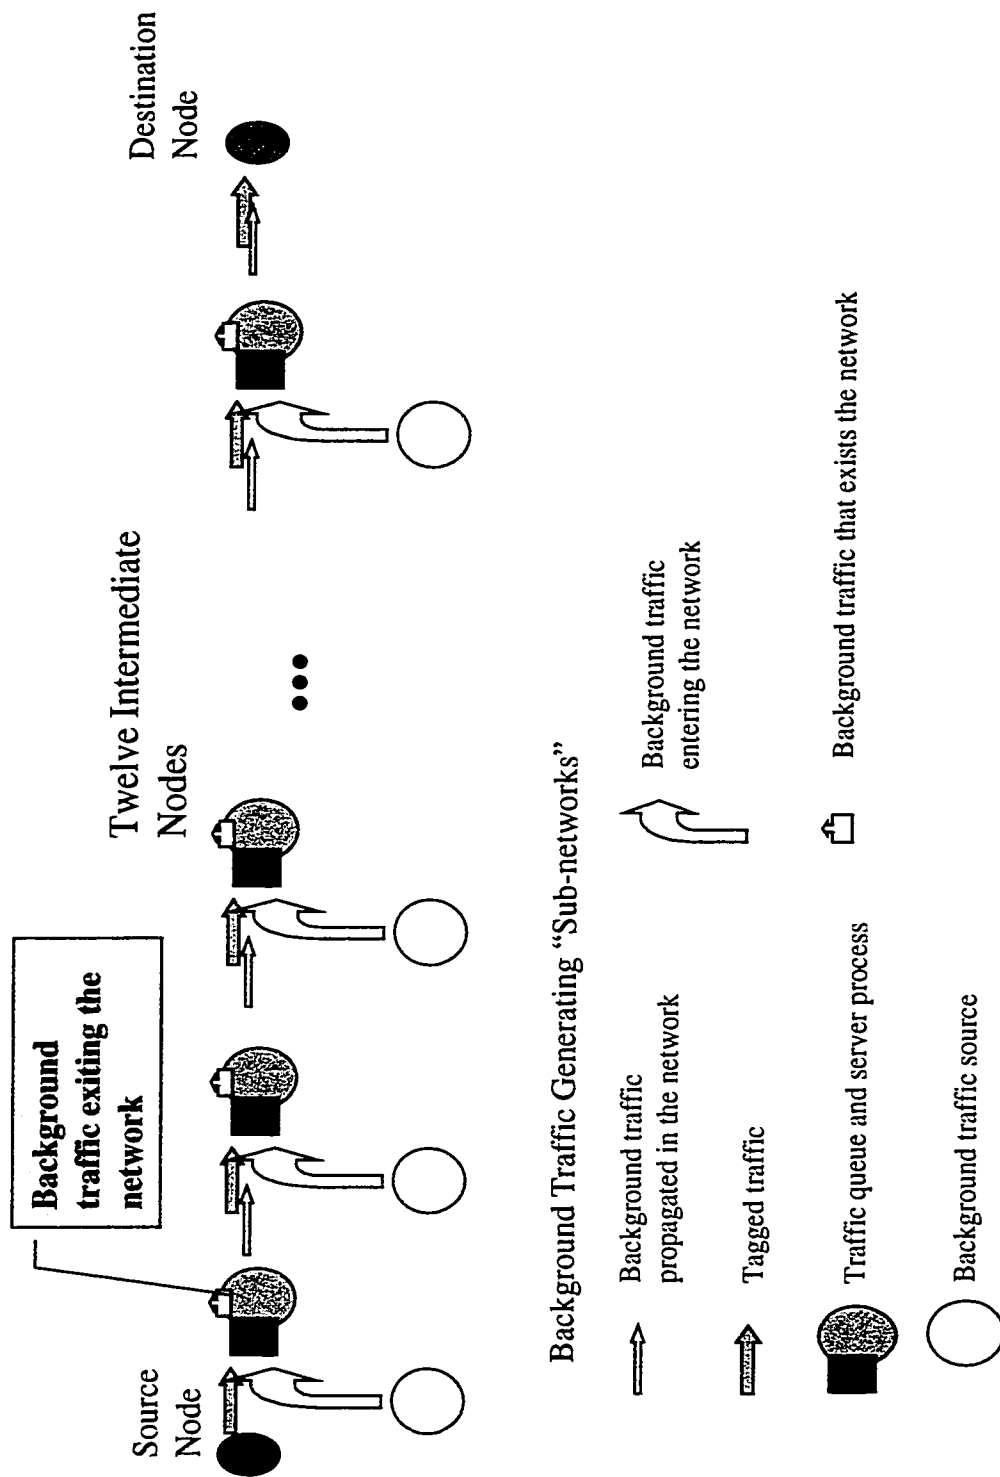 Background
traffic exiting the
network
Source
Node
Twelve Intermediate
Nodes
Destination
Node
Background Traffic Generating “Sub-networks”
Background traffic
propagated in the network
Background traffic
entering the network
Tagged traffic
Traffic queue and server process
Background traffic that exists the network
Background traffic source